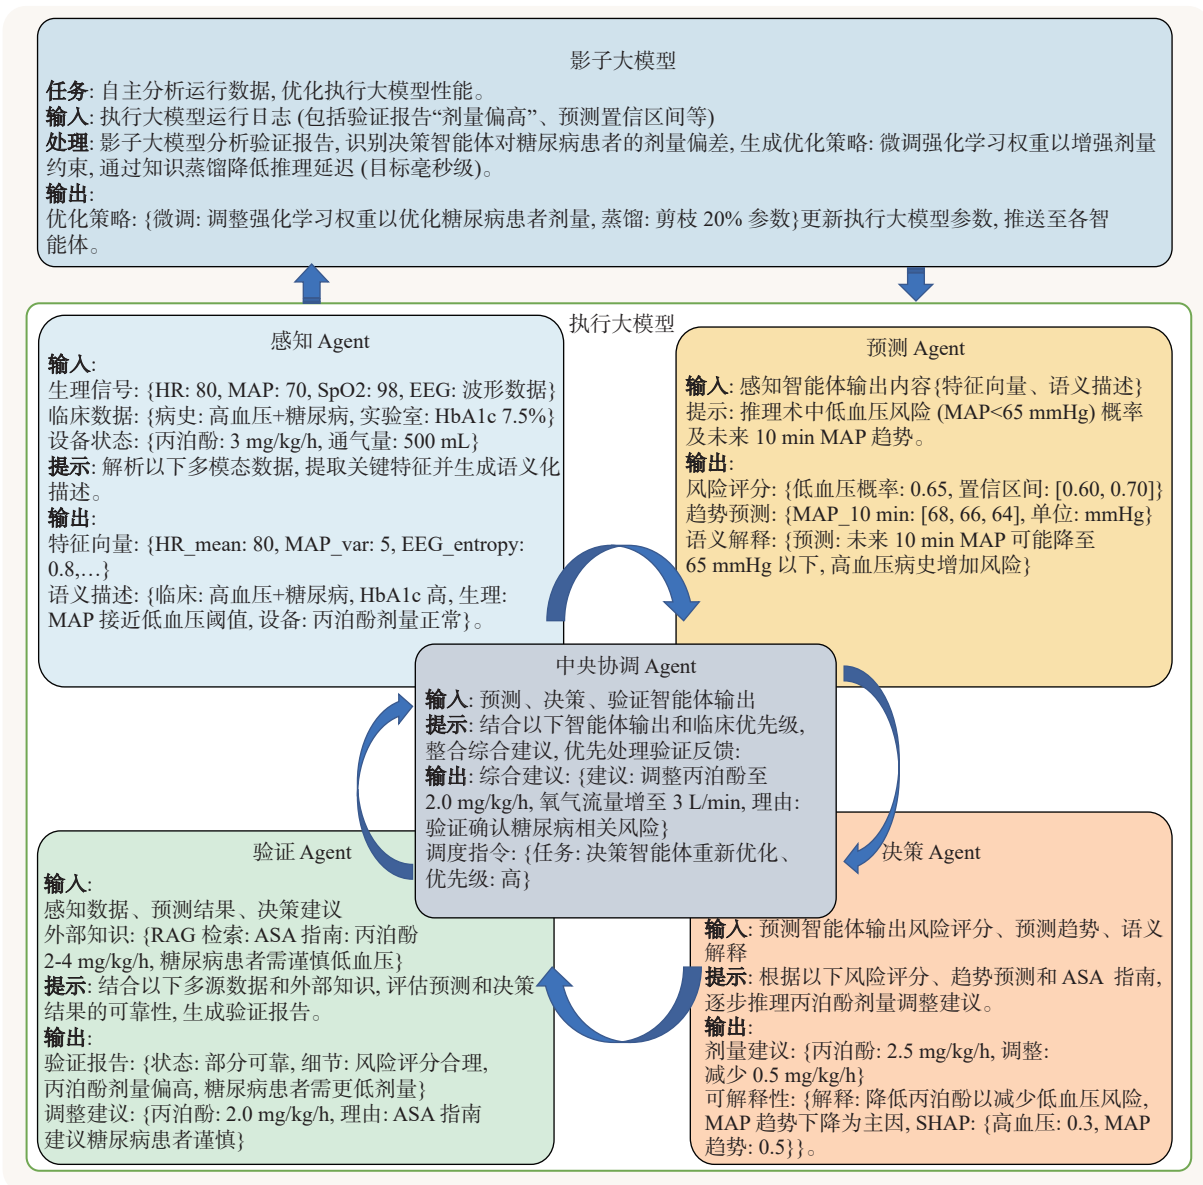 影子大模型
任务: 自主分析运行数据, 优化执行大模型性能。
输入: 执行大模型运行日志 (包括验证报告“剂量偏高”、预测置信区间等)
处理: 影子大模型分析验证报告, 识别决策智能体对糖尿病患者的剂量偏差, 生成优化策略: 微调强化学习权重以增强剂量
约束, 通过知识蒸馏降低推理延迟 (目标毫秒级)。
输出:
优化策略: {微调: 调整强化学习权重以优化糖尿病患者剂量, 蒸馏: 剪枝 20% 参数}更新执行大模型参数, 推送至各智
能体。
执行大模型
感知 Agent
输入:
生理信号: {HR: 80, MAP: 70, SpO2: 98, EEG: 波形数据}
临床数据: {病史: 高血压+糖尿病, 实验室: HbA1c 7.5%}
设备状态: {丙泊酚: 3 mg/kg/h, 通气量: 500 mL}
提示: 解析以下多模态数据, 提取关键特征并生成语义化
描述。
输出:
特征向量: {HR_mean: 80, MAP_var: 5, EEG_entropy:
0.8,…}
语义描述: {临床: 高血压+糖尿病, HbA1c 高, 生理:
MAP 接近低血压阈值, 设备: 丙泊酚剂量正常}。
预测 Agent
输入: 感知智能体输出内容{特征向量、语义描述}
提示: 推理术中低血压风险 (MAP<65 mmHg) 概率
及未来 10 min MAP 趋势。
输出:
风险评分: {低血压概率: 0.65, 置信区间: [0.60, 0.70]}
趋势预测: {MAP_10 min: [68, 66, 64], 单位: mmHg}
语义解释: {预测: 未来 10 min MAP 可能降至
65 mmHg 以下, 高血压病史增加风险}
中央协调 Agent
输入: 预测、决策、验证智能体输出
提示: 结合以下智能体输出和临床优先级,
整合综合建议, 优先处理验证反馈:
输出: 综合建议: {建议: 调整丙泊酚至
2.0 mg/kg/h, 氧气流量增至 3 L/min, 理由:
验证确认糖尿病相关风险}
调度指令: {任务: 决策智能体重新优化、
优先级: 高}
验证 Agent
输入:
感知数据、预测结果、决策建议
外部知识: {RAG 检索: ASA 指南: 丙泊酚
2-4 mg/kg/h, 糖尿病患者需谨慎低血压}
提示: 结合以下多源数据和外部知识, 评估预测和决策
结果的可靠性, 生成验证报告。
输出:
验证报告: {状态: 部分可靠, 细节: 风险评分合理,
丙泊酚剂量偏高, 糖尿病患者需更低剂量}
调整建议: {丙泊酚: 2.0 mg/kg/h, 理由: ASA 指南
建议糖尿病患者谨慎}
决策 Agent
输入: 预测智能体输出风险评分、预测趋势、语义
解释
提示: 根据以下风险评分、趋势预测和 ASA 指南,
逐步推理丙泊酚剂量调整建议。
输出:
剂量建议: {丙泊酚: 2.5 mg/kg/h, 调整:
减少 0.5 mg/kg/h}
可解释性: {解释: 降低丙泊酚以减少低血压风险,
MAP 趋势下降为主因, SHAP: {高血压: 0.3, MAP
趋势: 0.5}}。